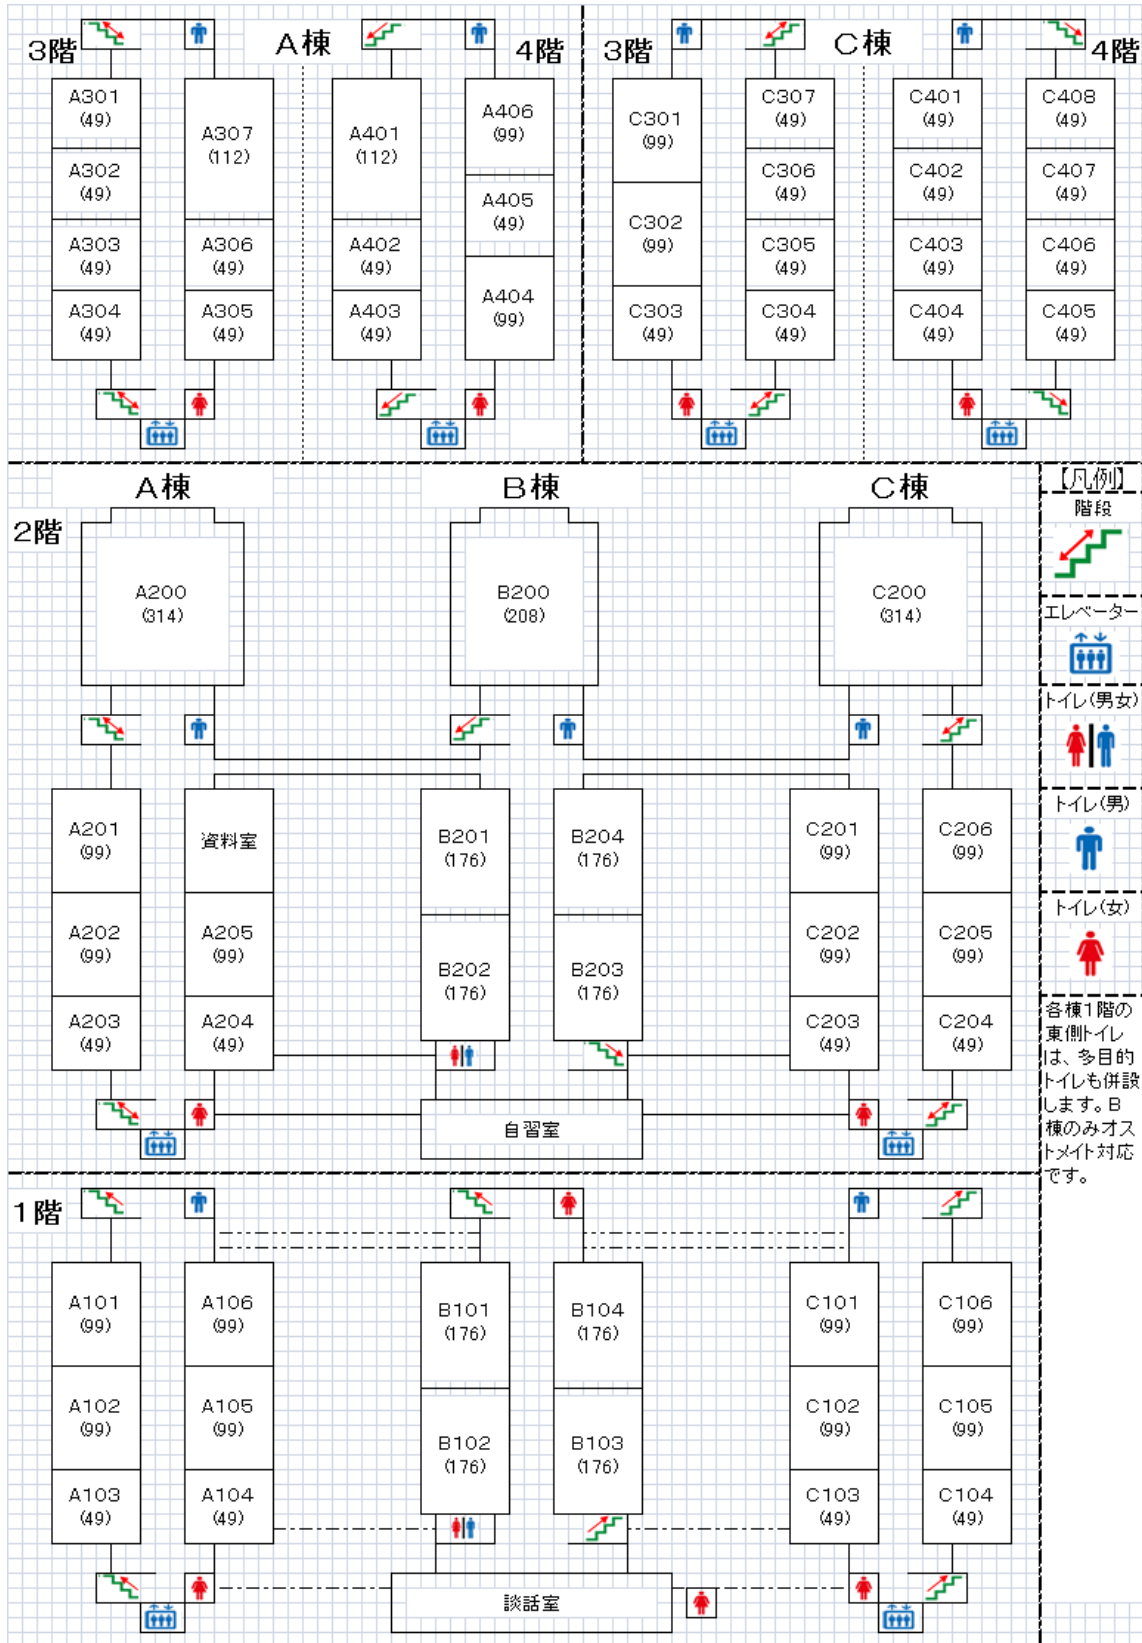 3階
A棟
4階
A301
(49)
A302
(49)
A303
(49)
A304
(49)
A307
(112)
A306
(49)
A305
(49)
A401
(112)
A402
(49)
A403
(49)
A406
(99)
A405
(49)
A404
(99)
3階
C棟
4階
C301
(99)
C302
(99)
C303
(49)
C307
(49)
C306
(49)
C305
(49)
C304
(49)
C401
(49)
C402
(49)
C403
(49)
C404
(49)
C408
(49)
C407
(49)
C406
(49)
C405
(49)
2階
A棟
B棟
C棟
A200
(314)
B200
(208)
C200
(314)
A201
(99)
A202
(99)
A203
(49)
資料室
A205
(99)
A204
(49)
B201
(176)
B202
(176)
B204
(176)
B203
(176)
自習室
C201
(99)
C202
(99)
C203
(49)
C206
(99)
C205
(99)
C204
(49)
【凡例】
階段
エレベーター
トイレ(男女)
トイレ(男)
トイレ(女)
各棟1階の
東側トイレ
は、多目的
トイレも併設
します。B
棟のみオス
トメイト対応
です。
1階
A101
(99)
A102
(99)
A103
(49)
A106
(99)
A105
(99)
A104
(49)
B101
(176)
B102
(176)
B104
(176)
B103
(176)
談話室
C101
(99)
C102
(99)
C103
(49)
C106
(99)
C105
(99)
C104
(49)